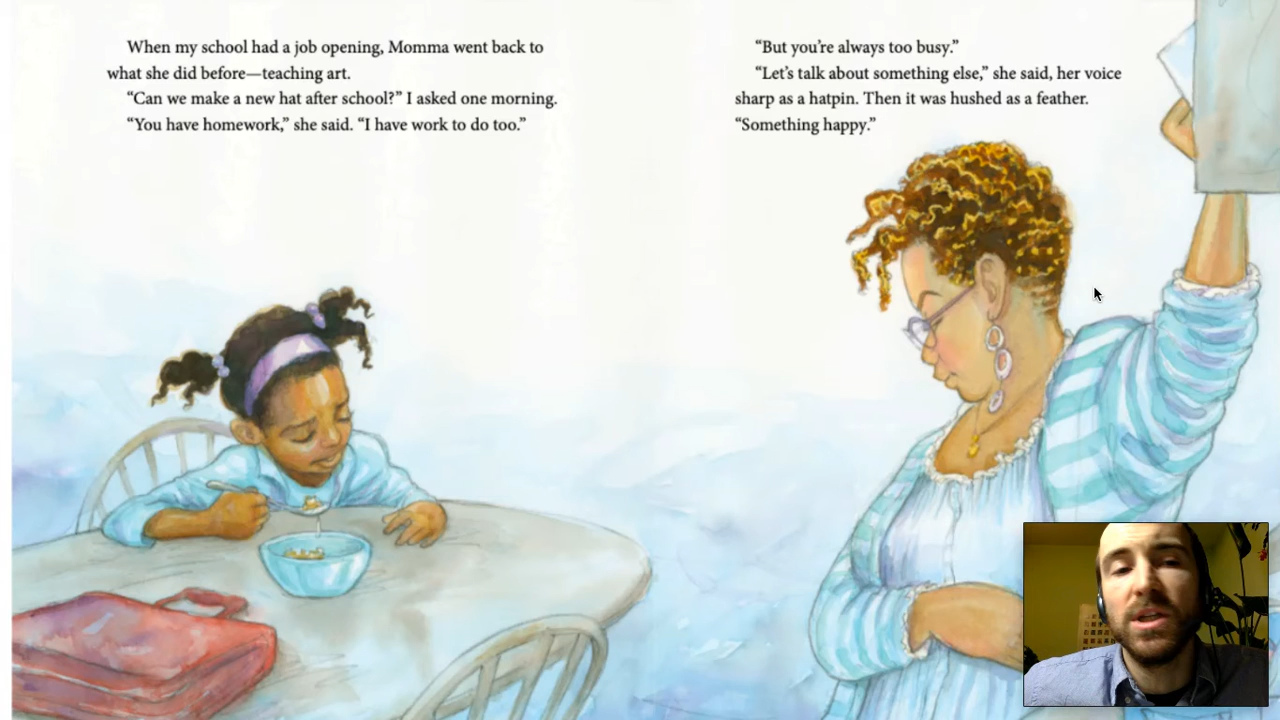 When my school had a job opening, Momma went back to
what she did before—teaching art.
“Can we make a new hat after school?” I asked one morning.
“You have homework,” she said. “I have work to do too.”
“But you’re always too busy.”
“Let’s talk about something else,” she said, her voice
sharp as a hatpin. Then it was hushed as a feather.
“Something happy.”